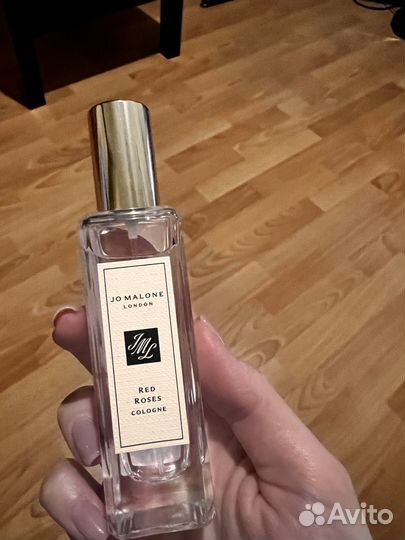 JO MALONE
LONDON
JML
RED
ROSES
COLOGNE
Avito